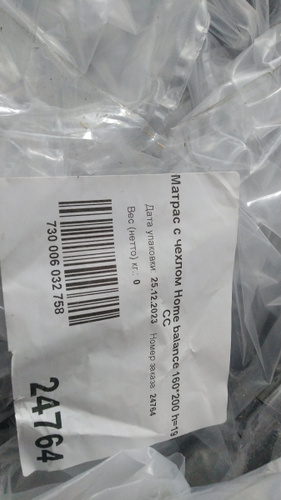 Матрас с чехлом Home balance 160*200 h=19
СС
Дата упаковки: 25.12.2023 Номер заказа: 24764
Вес (нетто) кг.: 0
730 006 032 758
24764